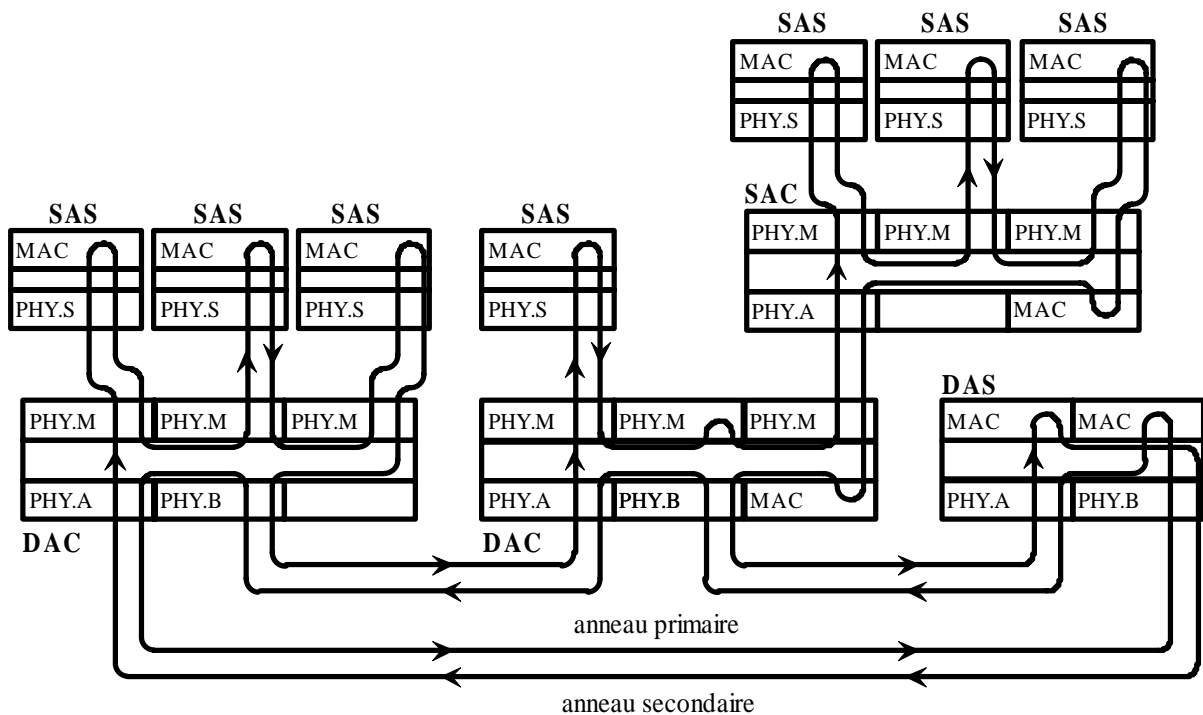 SAS SAS SAS
MAC MAC MAC
PHY.S PHY.S PHY.S
SAC
PHY.M PHY.M PHY.M
PHY.A MAC
SAS SAS SAS SAS
MAC MAC MAC MAC
PHY.S PHY.S PHY.S PHY.S
DAS
PHY.M PHY.M PHY.M PHY.M PHY.M PHY.M MAC MAC
PHY.A PHY.B PHY.A PHY.B MAC PHY.A PHY.B
DAC DAC
anneau primaire
anneau secondaire